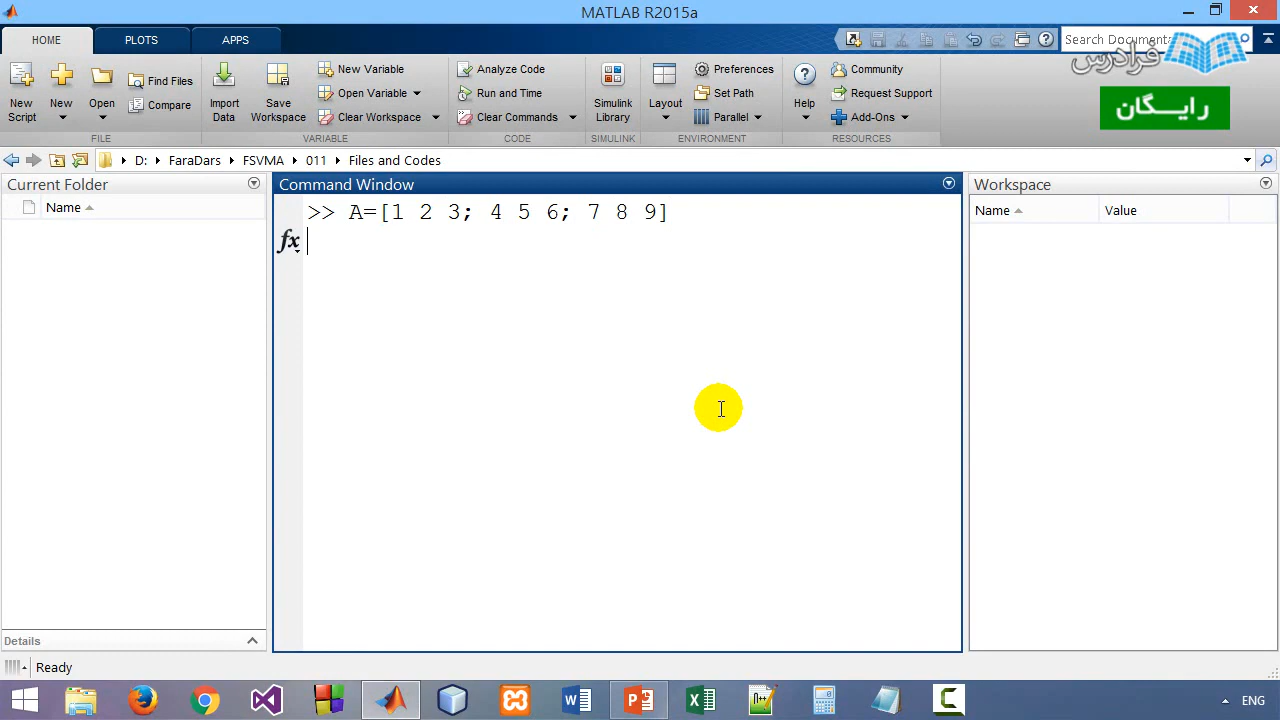 MATLAB R2015a
HOME PLOTS APPS
Search Documenta
فرادرس
رایــگان
New Script New Open Find Files Compare Import Data Save Workspace New Variable Open Variable Clear Workspace Analyze Code Run and Time Clear Commands Simulink Library Layout Preferences Set Path Parallel Help Community Request Support Add-Ons
FILE VARIABLE CODE SIMULINK ENVIRONMENT RESOURCES
D: FaraDars FSVMA 011 Files and Codes
Current Folder Command Window Workspace
Name Name Value
>> A=[1 2 3; 4 5 6; 7 8 9]
fx
Details
Ready
ENG